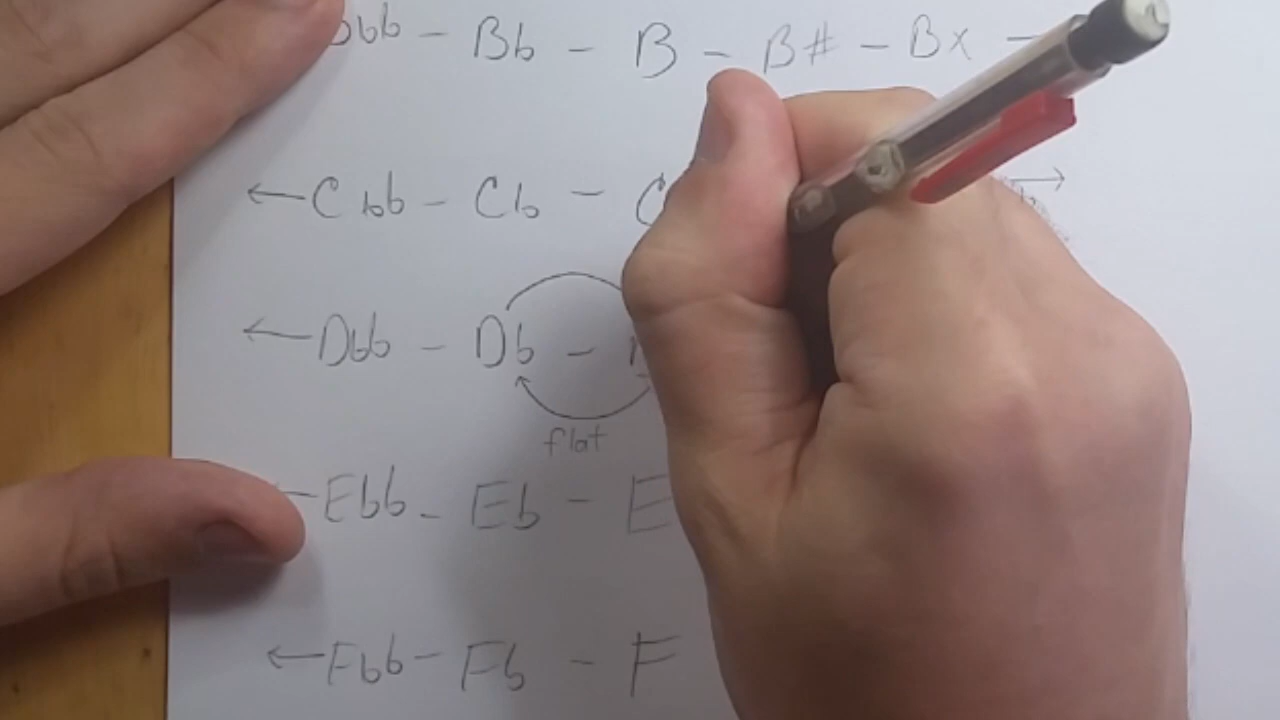 bb – Bb – B – B# – Bx –
← Cbb – Cb – C →
← Dbb – Db –
flat
Ebb – Eb – E
← Fbb – Fb – F